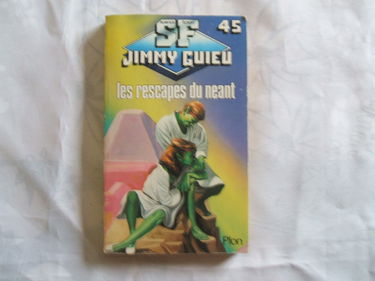 SF
45
JIMMY GUIEU
les rescapes du neant
Plon